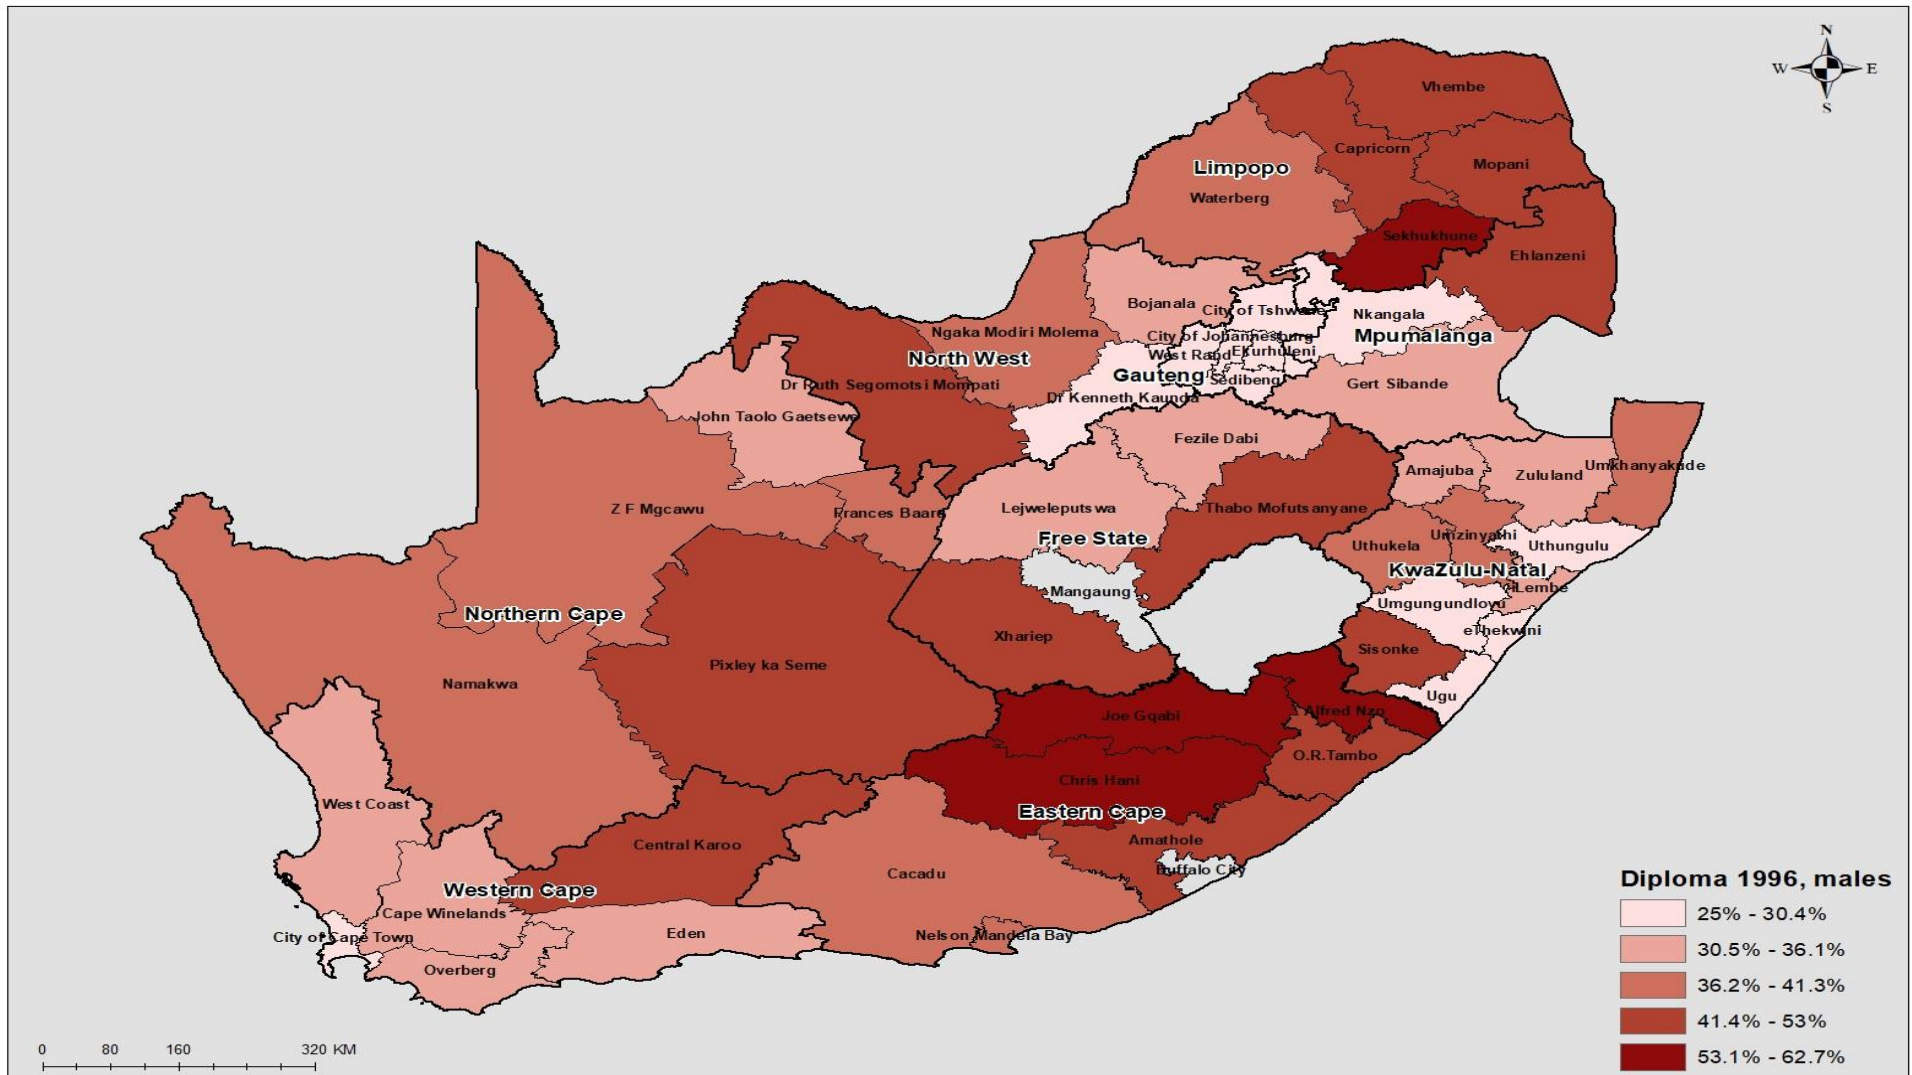 N
W E
S
Vhembe
Capricorn
Mopani
Limpopo
Waterberg
Sekhukhune
Ehlanzeni
Bojanala
City of Tshwane
Nkangala
Ngaka Modiri Molema
City of Johannesburg
Mpumalanga
North West
West Rand
Ekurhuleni
Gauteng
Sedibeng
Gert Sibande
Dr Ruth Segomotsi Mompati
Dr Kenneth Kaunda
John Taolo Gaetsewe
Fezile Dabi
Amajuba
Zululand
Umkhanyakude
Z F Mgcawu
Frances Baard
Lejweleputswa
Thabo Mofutsanyane
Free State
Umzinyathi
Uthukela
Uthungulu
KwaZulu-Natal
iLembe
Mangaung
Umgungundlovu
Northern Cape
eThekwini
Xhariep
Sisonke
Pixley ka Seme
Namakwa
Ugu
Joe Gqabi
Alfred Nzo
O.R.Tambo
Chris Hani
West Coast
Eastern Cape
Central Karoo
Amathole
Buffalo City
Cacadu
Western Cape
Cape Winelands
City of Cape Town
Eden
Nelson Mandela Bay
Overberg
Diploma 1996, males
25% - 30.4%
30.5% - 36.1%
36.2% - 41.3%
41.4% - 53%
53.1% - 62.7%
0 80 160 320 KM